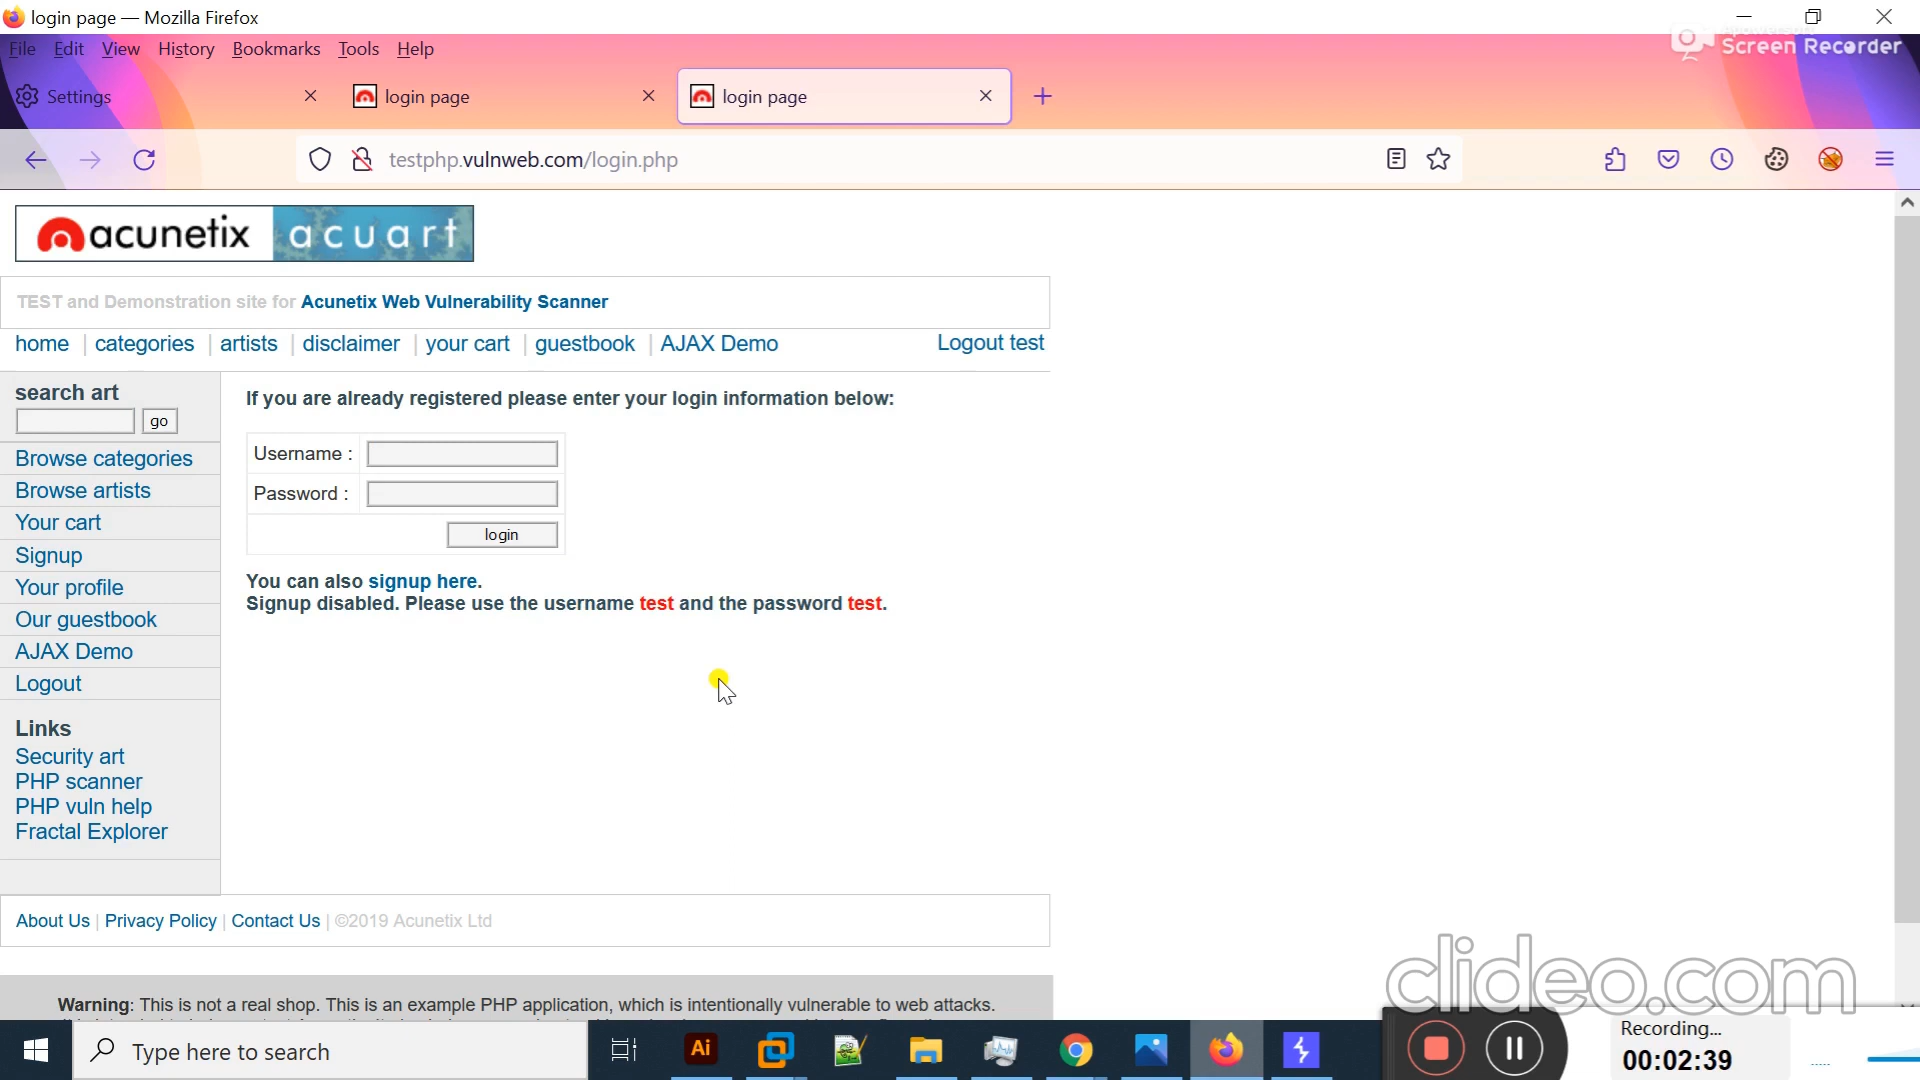 login page — Mozilla Firefox
File Edit View History Bookmarks Tools Help
Screen Recorder
Settings
login page
login page
testphp.vulnweb.com/login.php
acunetix acuart
TEST and Demonstration site for Acunetix Web Vulnerability Scanner
home | categories | artists | disclaimer | your cart | guestbook | AJAX Demo
Logout test
search art
go
Browse categories
Browse artists
Your cart
Signup
Your profile
Our guestbook
AJAX Demo
Logout
Links
Security art
PHP scanner
PHP vuln help
Fractal Explorer
If you are already registered please enter your login information below:
Username :
Password :
login
You can also signup here.
Signup disabled. Please use the username test and the password test.
About Us | Privacy Policy | Contact Us | ©2019 Acunetix Ltd
Warning: This is not a real shop. This is an example PHP application, which is intentionally vulnerable to web attacks.
clideo.com
Type here to search
Ai
Recording...
00:02:39